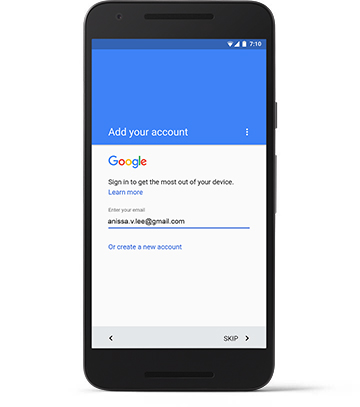 7:10
Add your account
Google
Sign in to get the most out of your device.
Learn more
Enter your email
anissa.v.lee@gmail.com
Or create a new account
SKIP